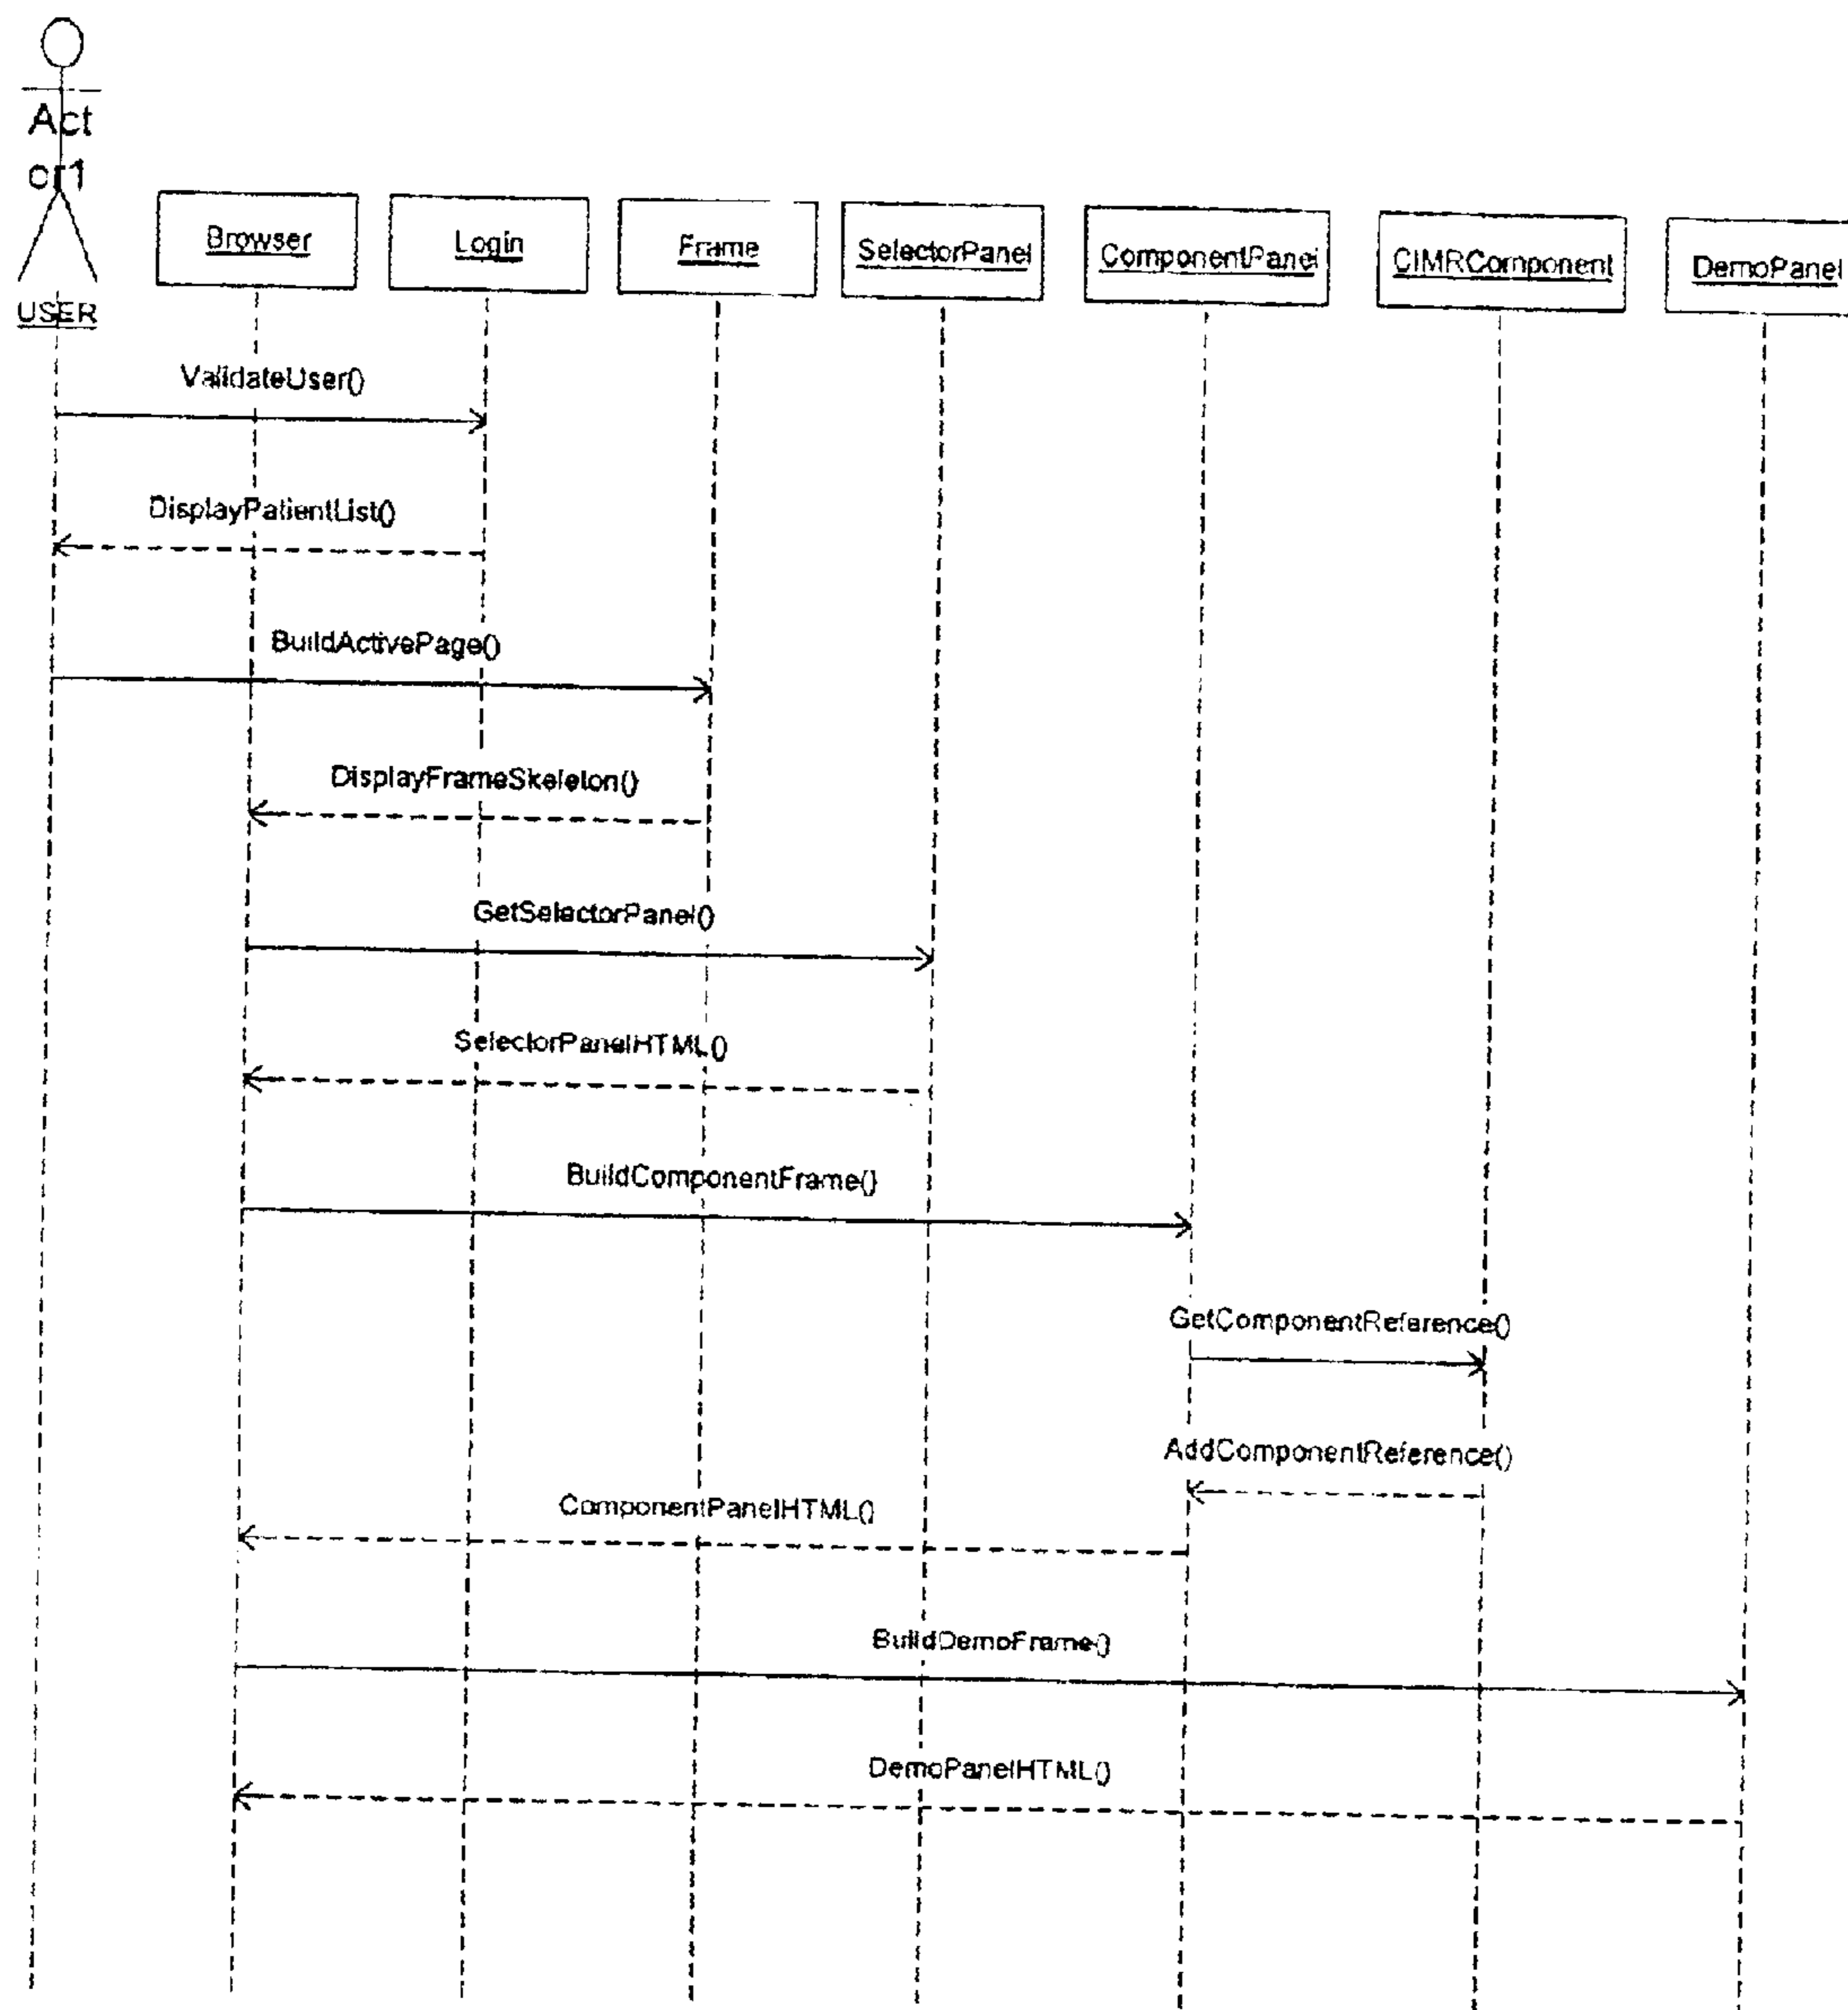 Act
or1
USER
Browser
Login
Frame
SelectorPanel
ComponentPanel
CIMRComponent
DemoPanel
ValidateUser()
DisplayPatientList()
BuildActivePage()
DisplayFrameSkeleton()
GetSelectorPanel()
SelectorPanelHTML()
BuildComponentFrame()
GetComponentReference()
AddComponentReference()
ComponentPanelHTML()
BuildDemoFrame()
DemoPanelHTML()